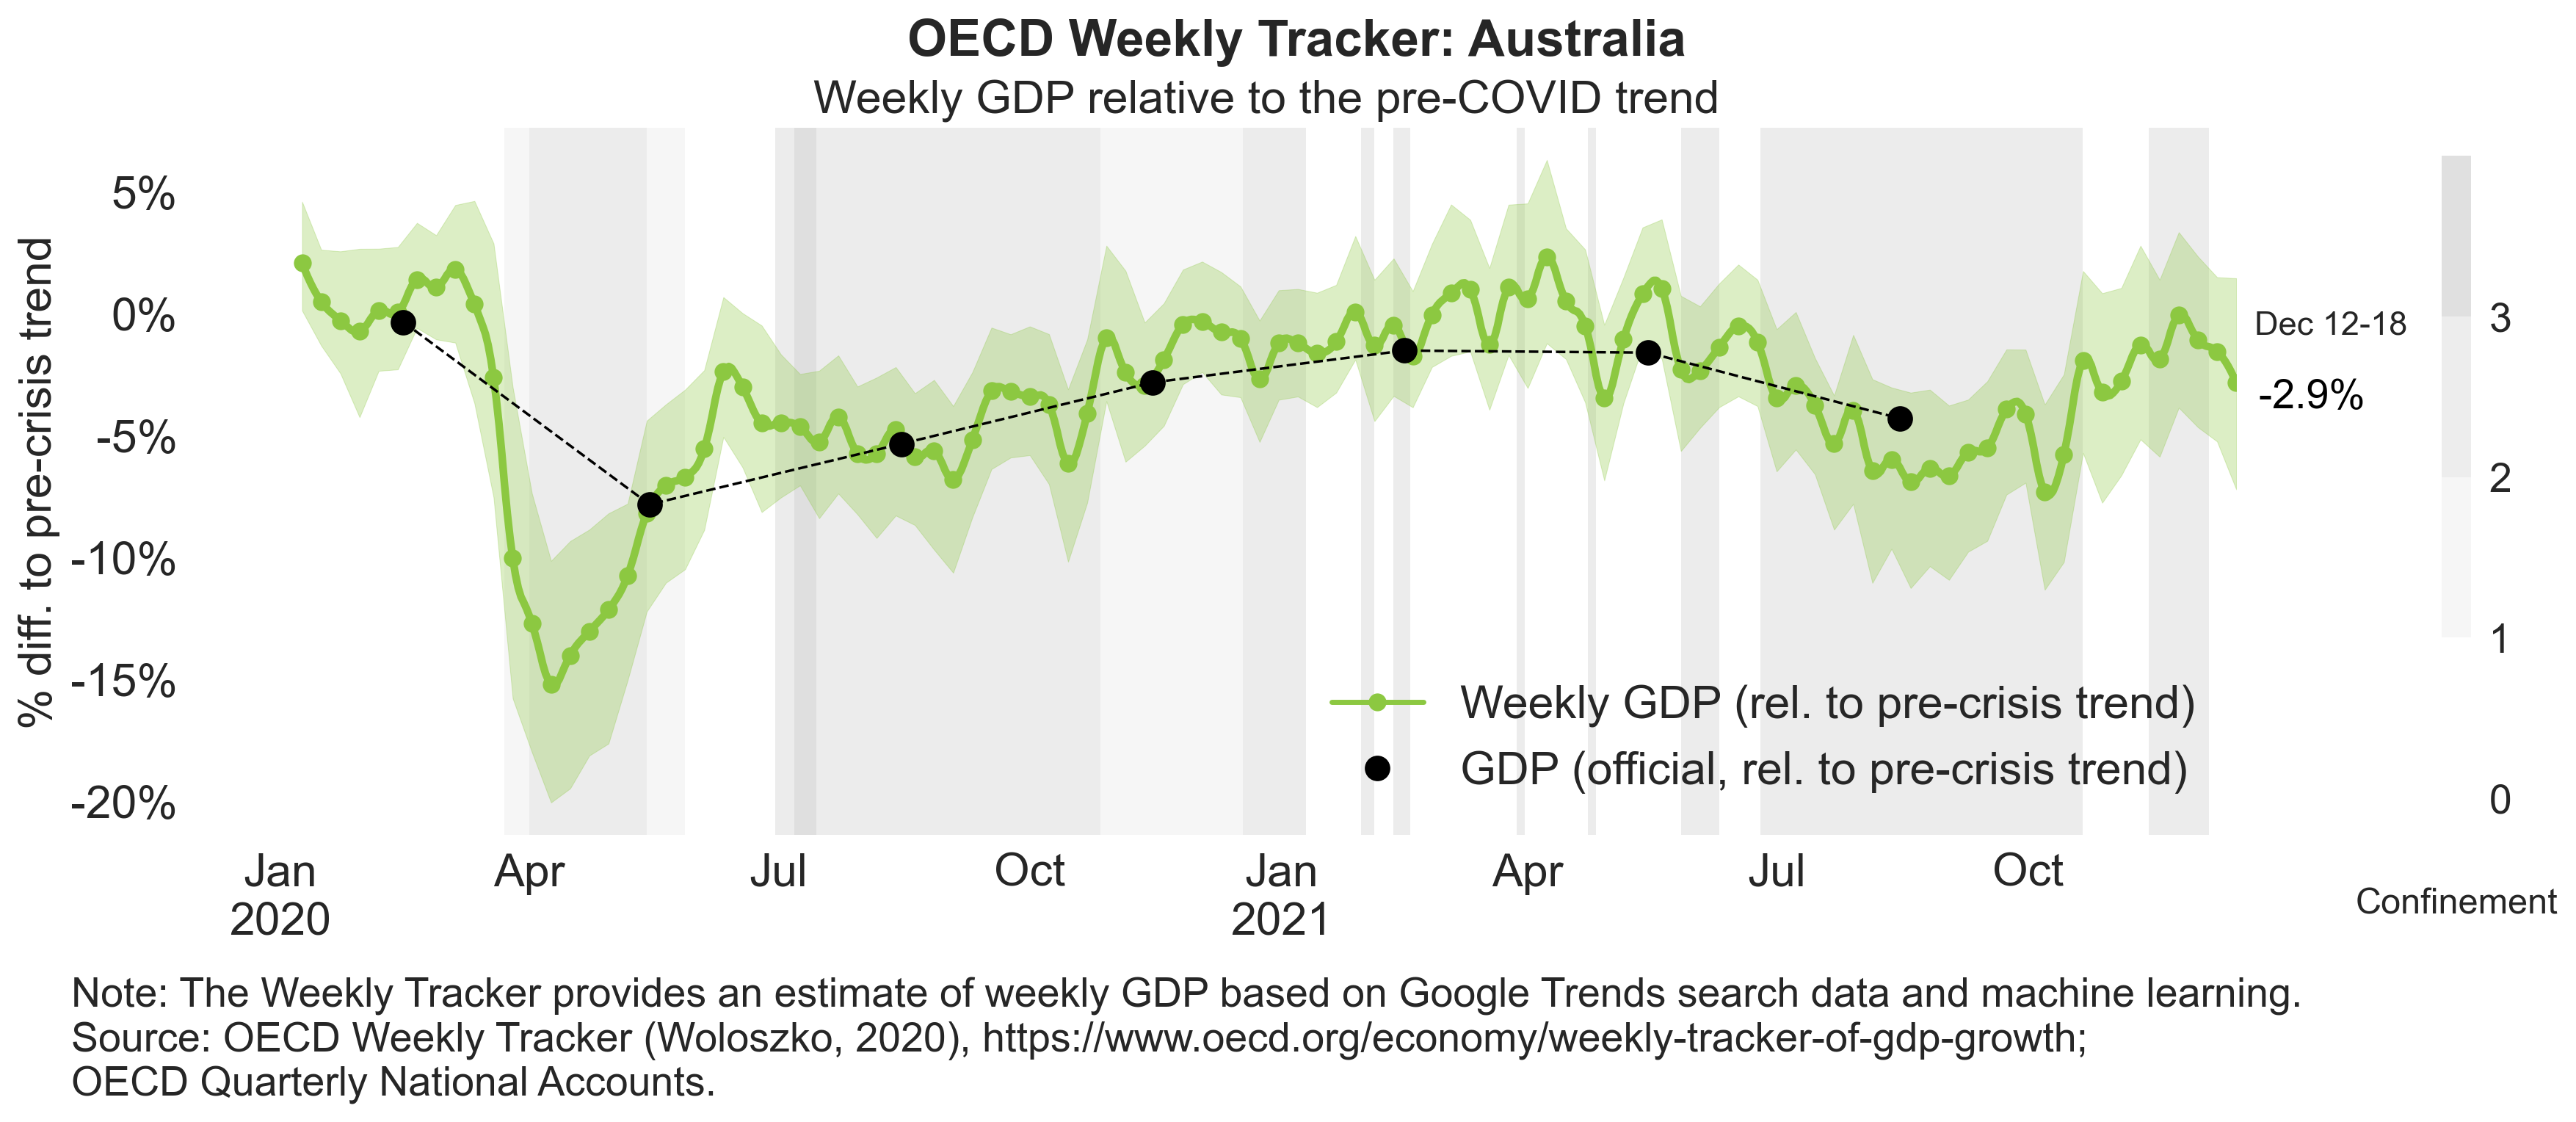 OECD Weekly Tracker: Australia
Weekly GDP relative to the pre-COVID trend
% diff. to pre-crisis trend
5%
0%
-5%
-10%
-15%
-20%
Dec 12-18
-2.9%
3
2
1
0
Confinement
Weekly GDP (rel. to pre-crisis trend)
GDP (official, rel. to pre-crisis trend)
Jan Apr Jul Oct Jan Apr Jul Oct
2020 2021
Note: The Weekly Tracker provides an estimate of weekly GDP based on Google Trends search data and machine learning.
Source: OECD Weekly Tracker (Woloszko, 2020), https://www.oecd.org/economy/weekly-tracker-of-gdp-growth;
OECD Quarterly National Accounts.